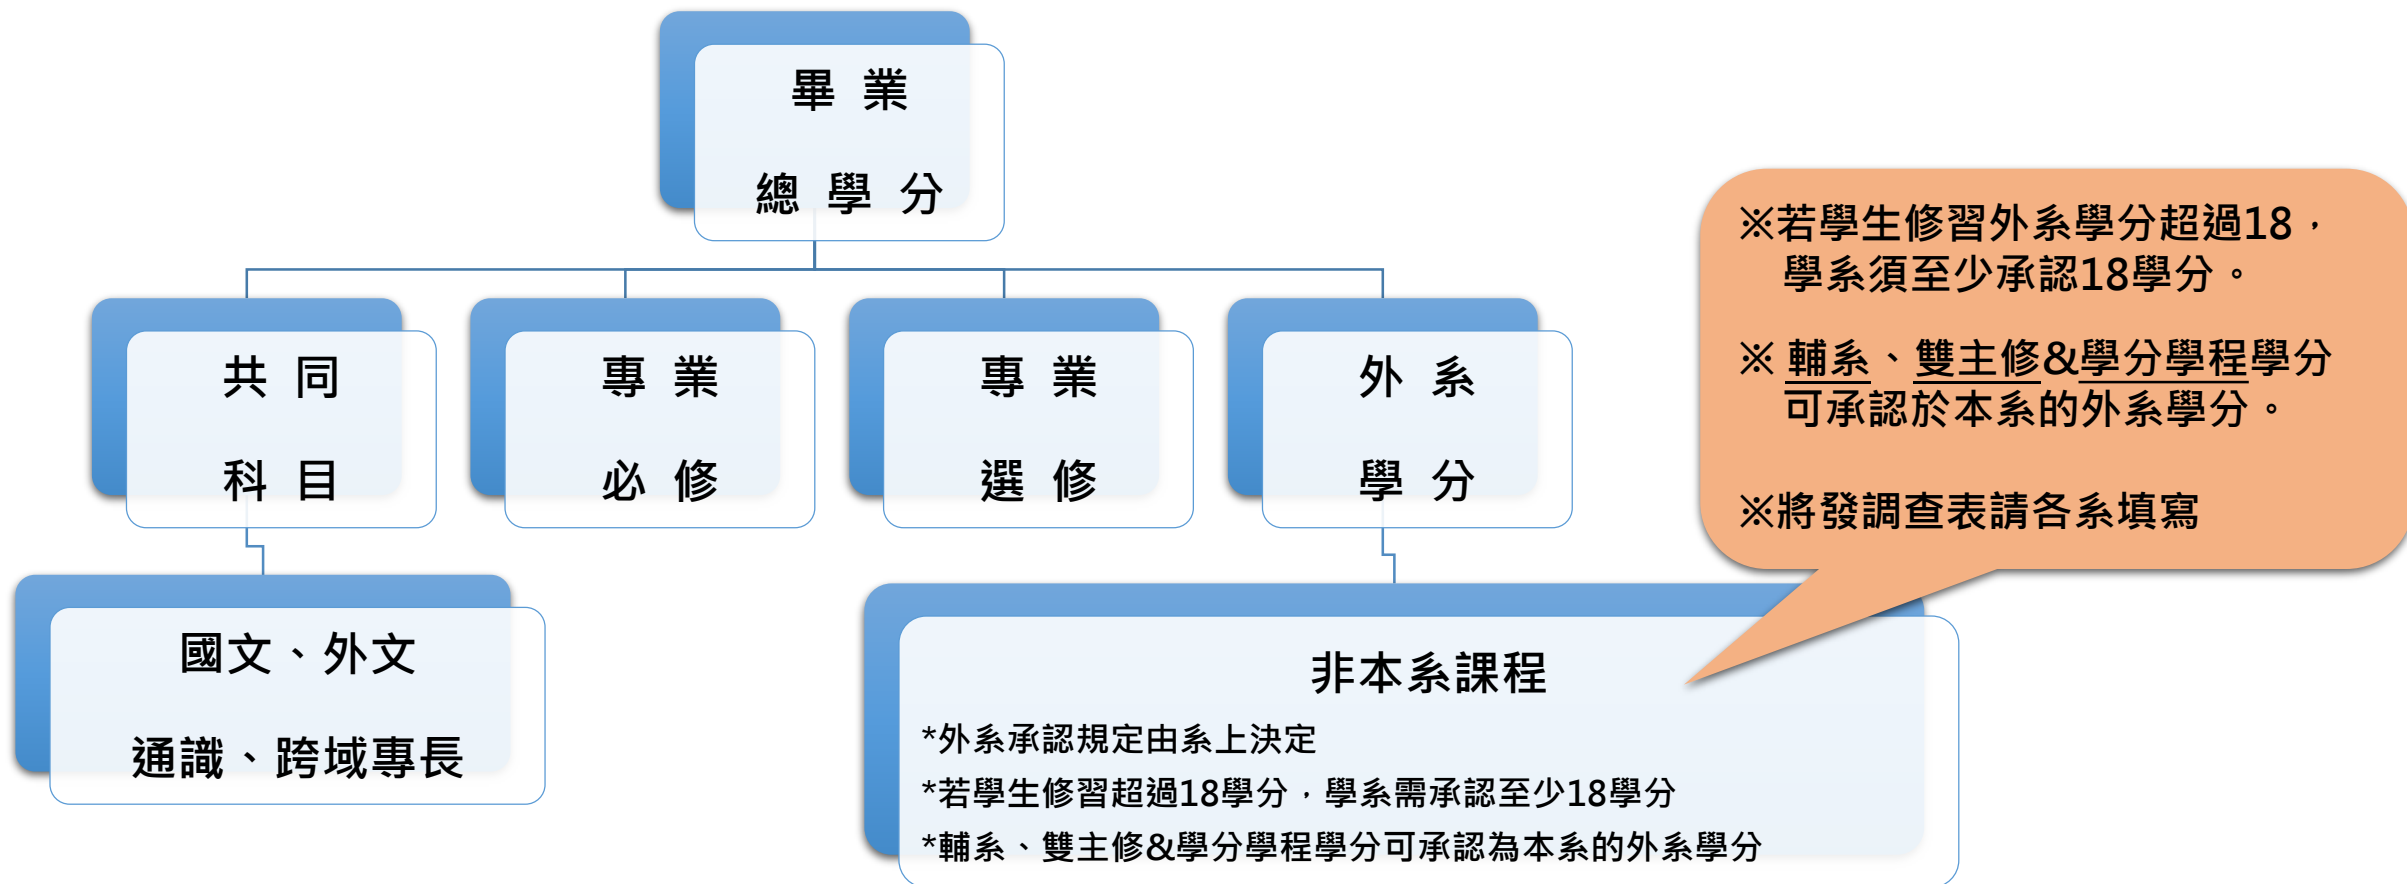 畢 業
總 學 分
共 同
科 目
專 業
必 修
專 業
選 修
外 系
學 分
國文、外文
通識、跨域專長
非本系課程
*外系承認規定由系上決定
*若學生修習超過18學分，學系需承認至少18學分
*輔系、雙主修&學分學程學分可承認為本系的外系學分
※若學生修習外系學分超過18，
學系須至少承認18學分。
※ 輔系、雙主修&學分學程學分
可承認於本系的外系學分。
※將發調查表請各系填寫